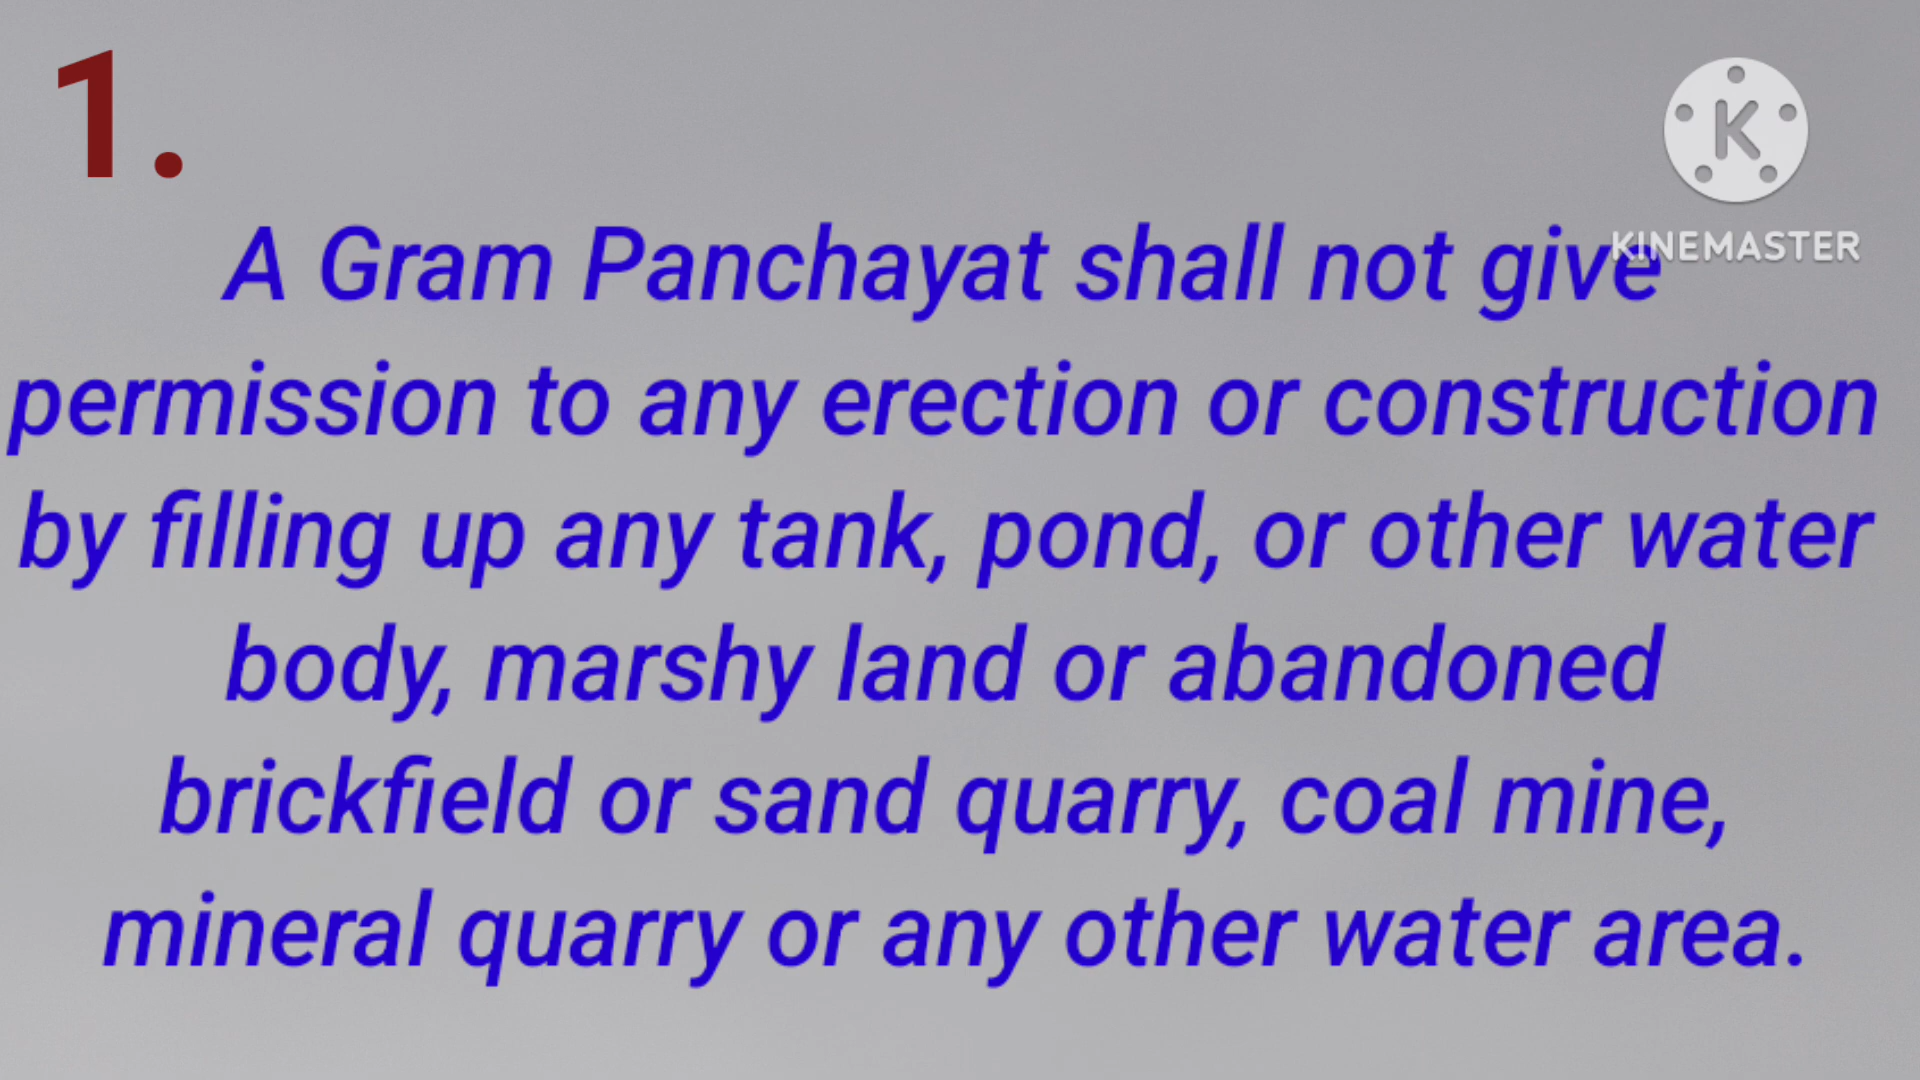 1.
K
KINEMASTER
A Gram Panchayat shall not give
permission to any erection or construction
by filling up any tank, pond, or other water
body, marshy land or abandoned
brickfield or sand quarry, coal mine,
mineral quarry or any other water area.